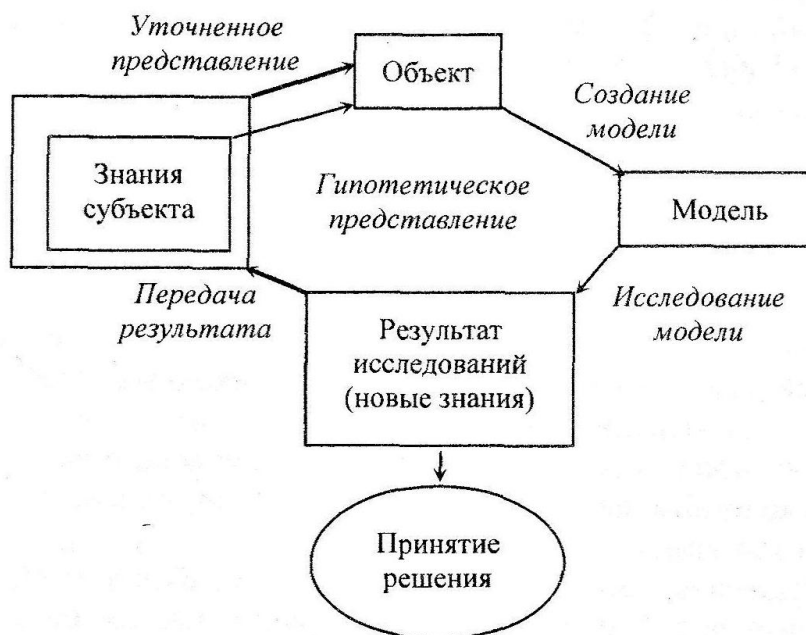 Уточненное
представление
Объект
Создание
модели
Знания
субъекта
Гипотетическое
представление
Модель
Передача
результата
Результат
исследований
(новые знания)
Исследование
модели
Принятие
решения